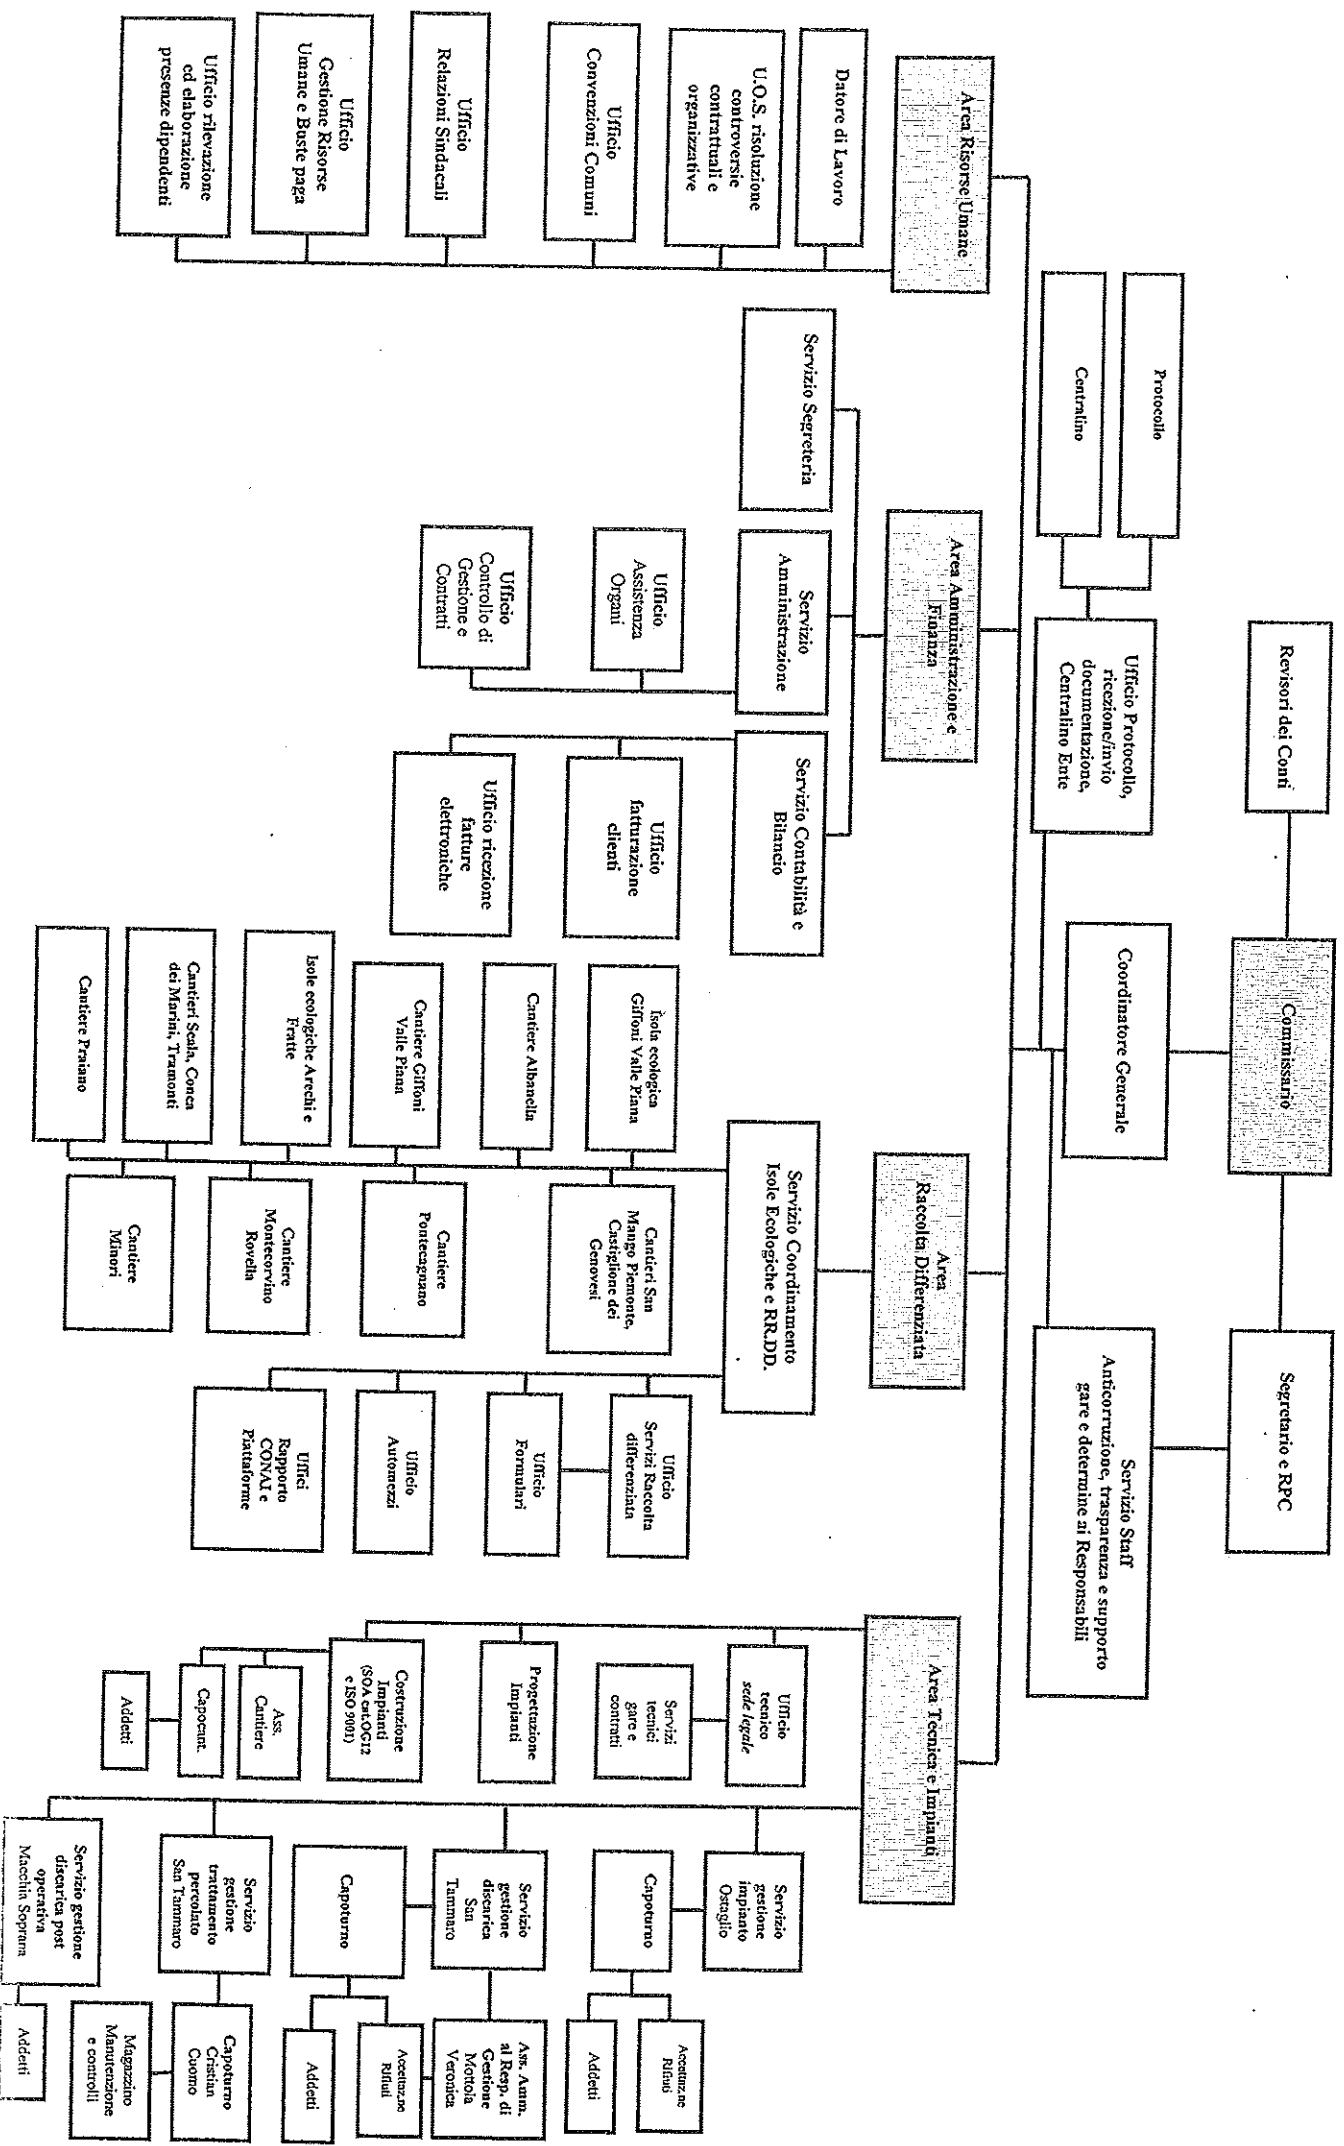 Revisori dei Conti
Commissario
Segretario e RPC
Protocollo
Centralino
Ufficio Protocollo,
ricezione/invio
documentazione,
Centralino Ente
Coordinatore Generale
Servizio Staff
Anticorruzione, trasparenza e supporto
gare e determine ai Responsabili
Area Risorse Umane
Datore di Lavoro
U.O.S. risoluzione
controversie
contrattuali e
organizzative
Ufficio
Convenzioni Comuni
Ufficio
Relazioni Sindacali
Ufficio
Gestione Risorse
Umane e Buste paga
Ufficio rilevazione
ed elaborazione
presenze dipendenti
Area Amministrazione e
Finanza
Servizio Segreteria
Servizio
Amministrazione
Ufficio
Assistenza
Organi
Ufficio
Controllo di
Gestione e
Contratti
Servizio Contabilità e
Bilancio
Ufficio
fatturazione
clienti
Ufficio ricezione
fatture
elettroniche
Area
Raccolta Differenziata
Servizio Coordinamento
Isole Ecologiche e RR.DD.
Isola ecologica
Giffoni Valle Piana
Cantiere Albanella
Cantiere Giffoni
Valle Piana
Isole ecologiche Arechi e
Fratte
Cantieri Scala, Conca
dei Marini, Tramonti
Cantiere Praiano
Cantieri San
Mango Piemonte,
Castiglione dei
Genovesi
Cantiere
Pontecagnano
Cantiere
Montecorvino
Rovella
Cantiere
Minori
Ufficio
Servizi Raccolta
differenziata
Ufficio
Formulari
Ufficio
Automezzi
Uffici
Rapporto
CONAI e
Piattaforme
Area Tecnica e Impianti
Ufficio
tecnico
sede legale
Servizi
tecnici
gare e
contratti
Progettazione
Impianti
Costruzione
Impianti
(SOA cat.OG12
e ISO 9001)
Ass.
Cantiere
Capocant.
Addetti
Servizio
gestione
impianto
Ostaglio
Capoturno
Accettaz.ne
Rifiuti
Addetti
Servizio
gestione
discarica
San
Tammaro
Ass. Amm.
al Resp. di
Gestione
Mottola
Veronica
Capoturno
Accettaz.ne
Rifiuti
Addetti
Servizio
gestione
trattamento
percolato
San Tammaro
Capoturno
Cristian
Cuomo
Magazzino
Manutenzione
e controlli
Servizio gestione
discarica post
operativa
Macchia Soprana
Addetti